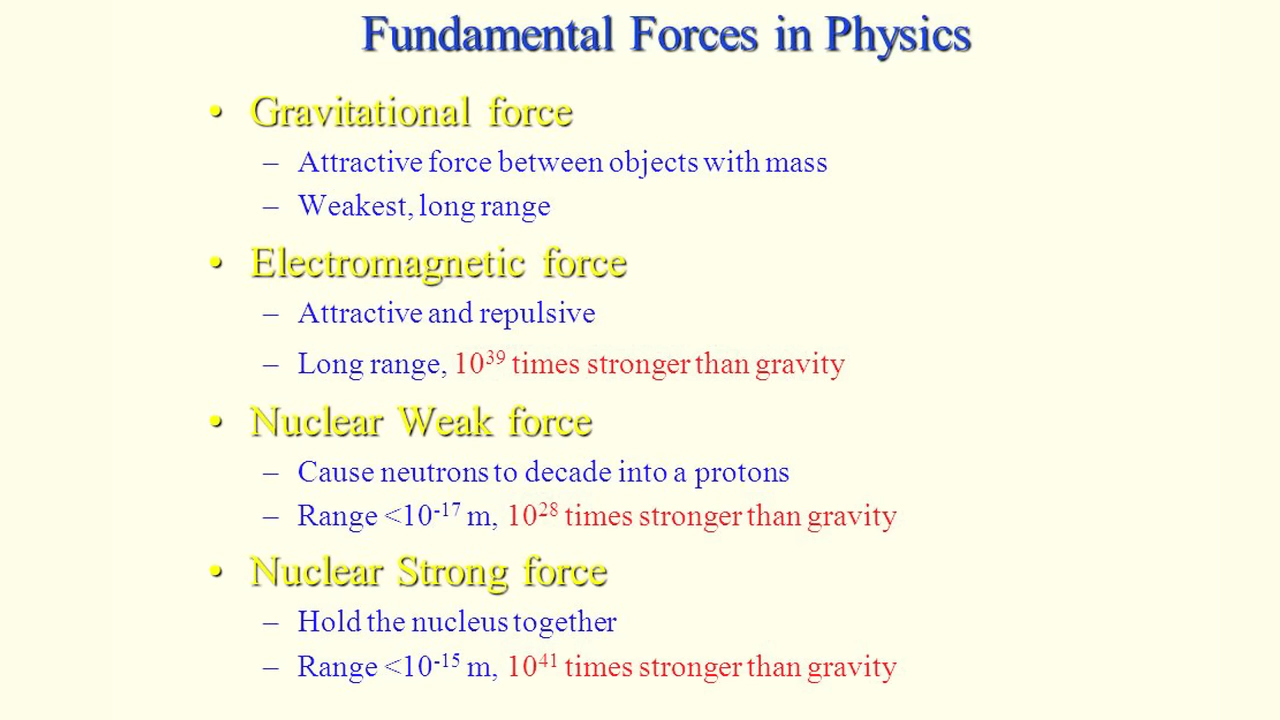 Fundamental Forces in Physics
• Gravitational force
– Attractive force between objects with mass
– Weakest, long range
• Electromagnetic force
– Attractive and repulsive
– Long range, 10³⁹ times stronger than gravity
• Nuclear Weak force
– Cause neutrons to decade into a protons
– Range <10⁻¹⁷ m, 10²⁸ times stronger than gravity
• Nuclear Strong force
– Hold the nucleus together
– Range <10⁻¹⁵ m, 10⁴¹ times stronger than gravity